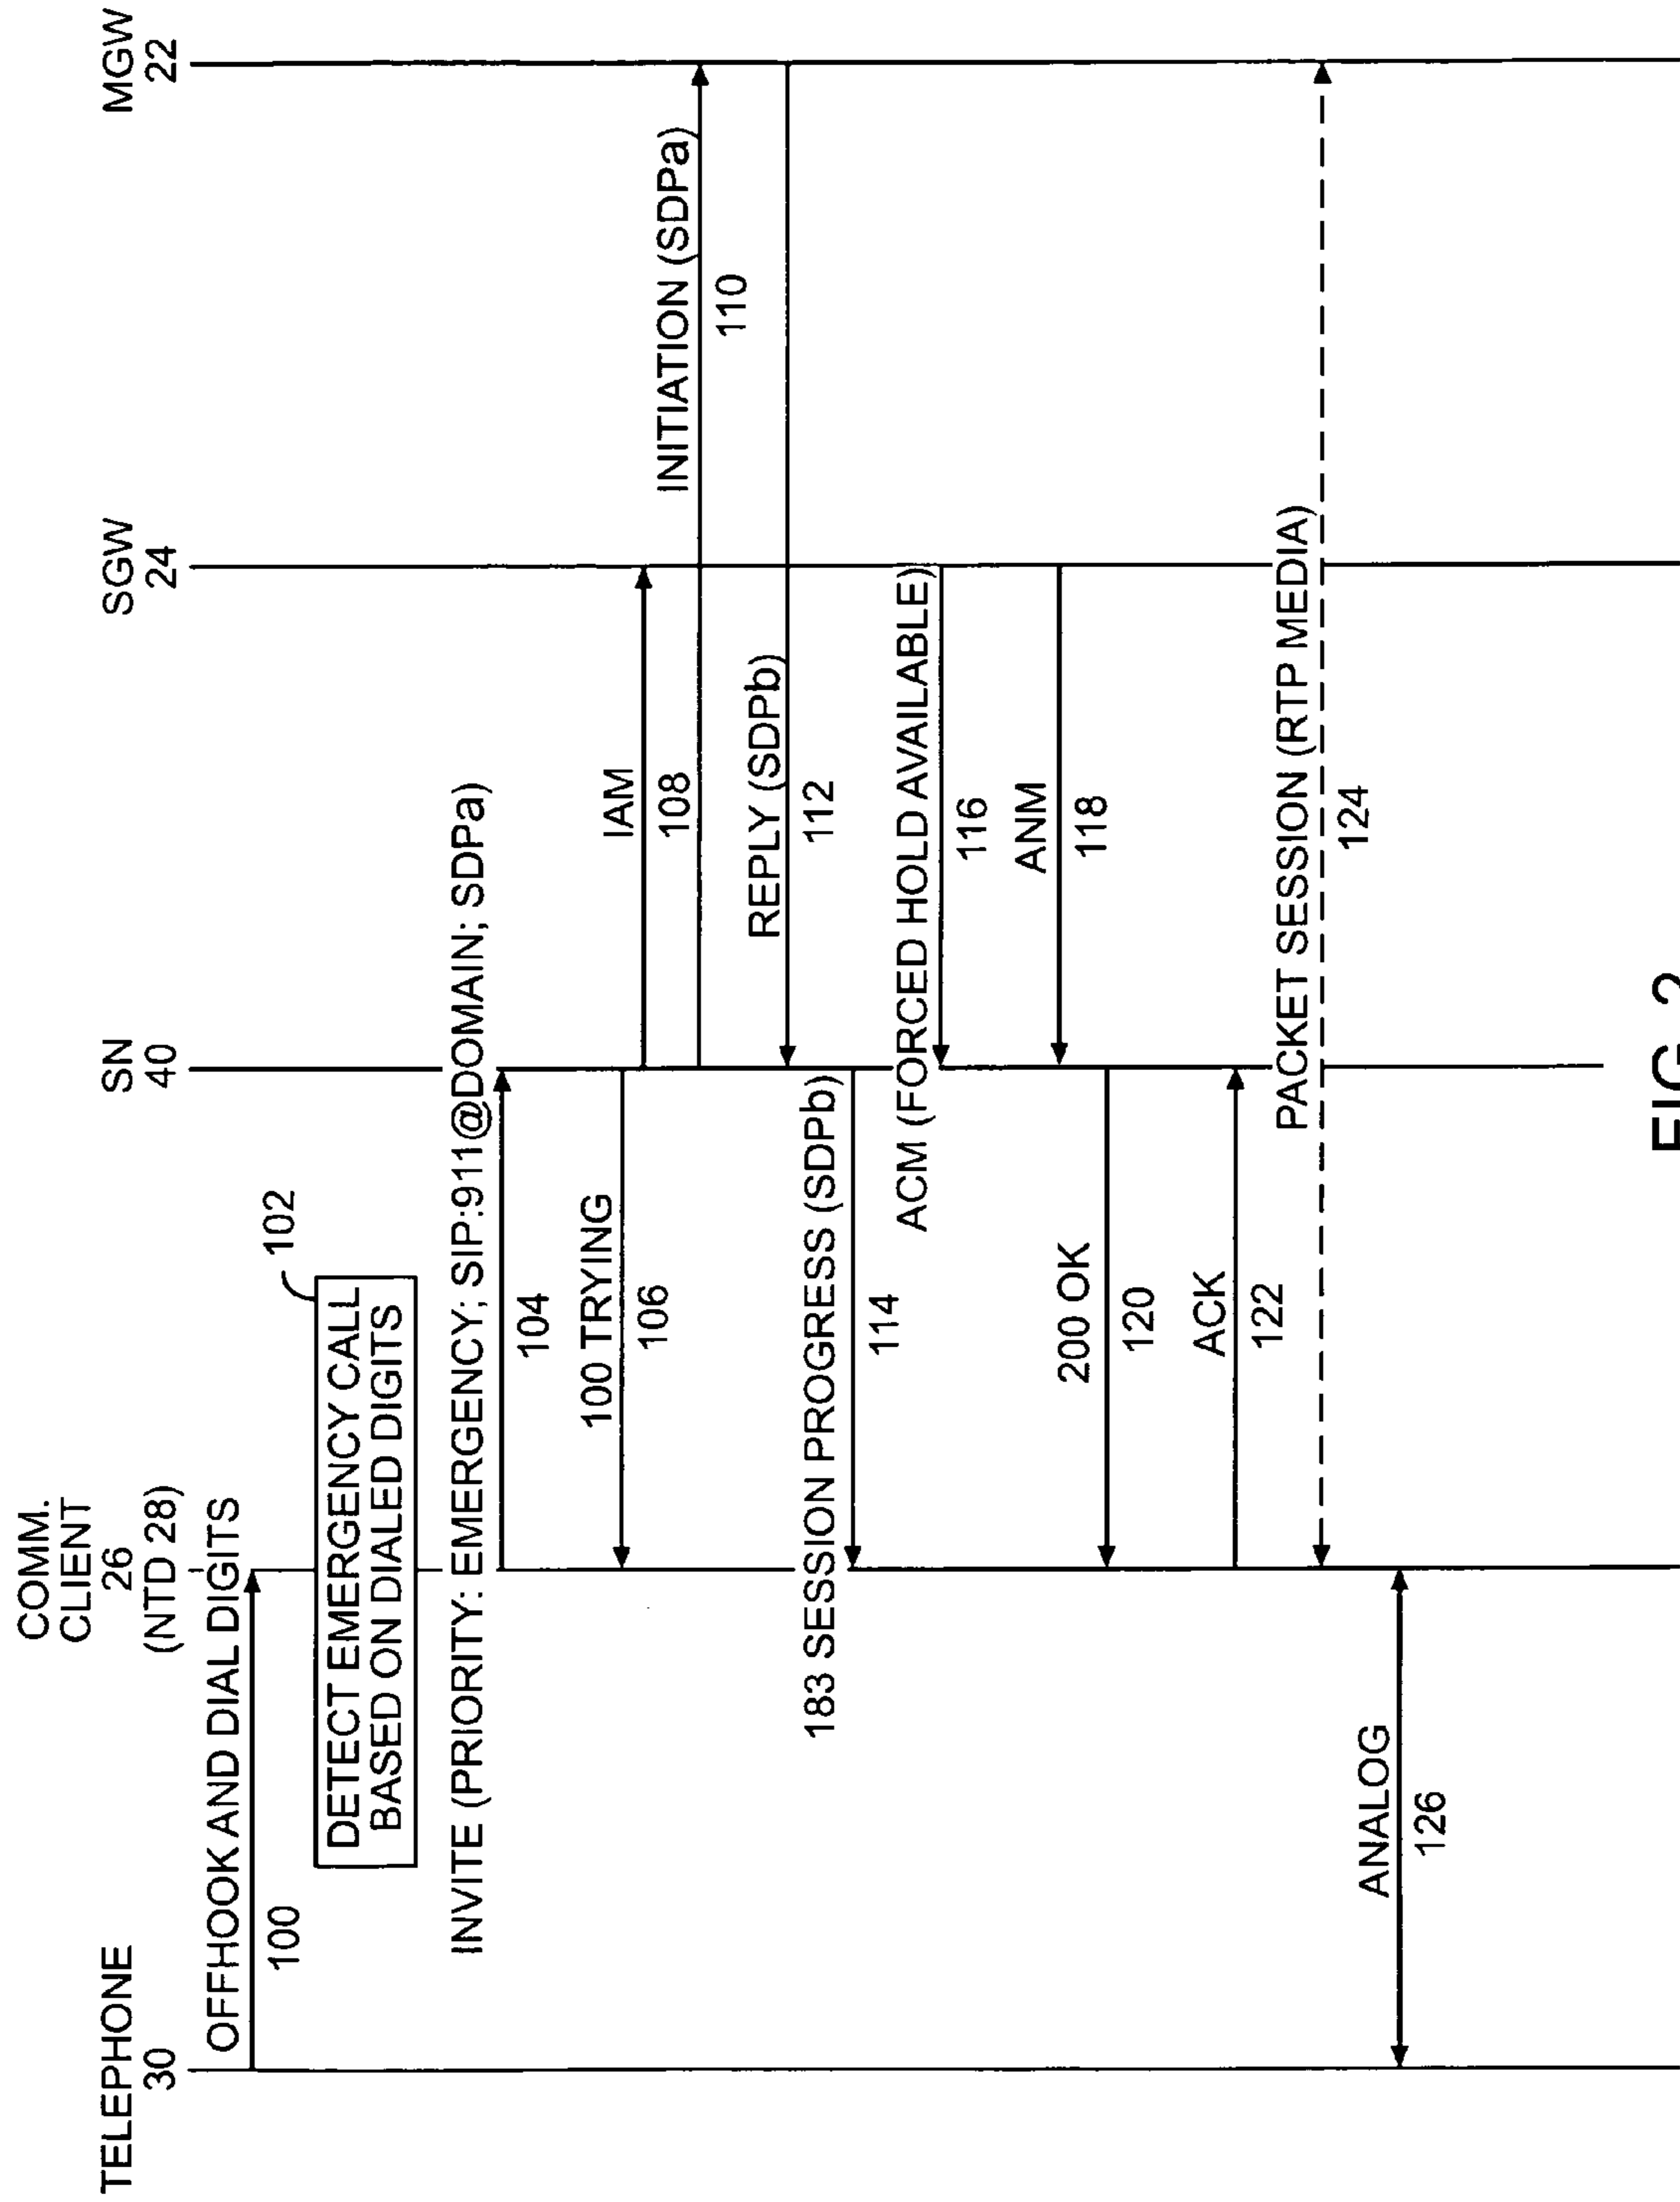 TELEPHONE
30
COMM.
CLIENT
26
(NTD 28)
SN
40
SGW
24
MGW
22
OFFHOOK AND DIAL DIGITS
100
102
DETECT EMERGENCY CALL
BASED ON DIALED DIGITS
INVITE (PRIORITY: EMERGENCY; SIP:911@DOMAIN; SDPa)
104
100 TRYING
106
IAM
108
INITIATION (SDPa)
110
REPLY (SDPb)
112
183 SESSION PROGRESS (SDPb)
114
ACM (FORCED HOLD AVAILABLE)
116
ANM
118
200 OK
120
ACK
122
PACKET SESSION (RTP MEDIA)
124
ANALOG
126
FIG. 2